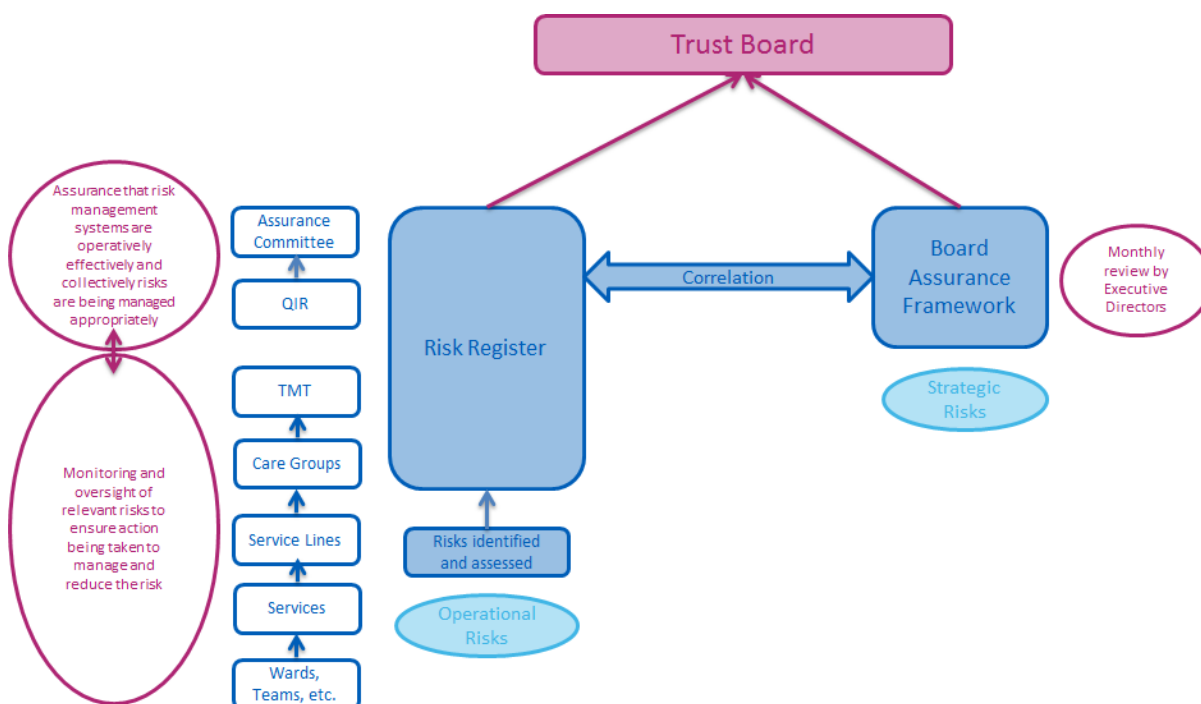 Trust Board
Assurance that risk
management
systems are
operatively
effectively and
collectively risks
are being managed
appropriately
Assurance
Committee
QIR
Risk Register
Correlation
Board
Assurance
Framework
Monthly
review by
Executive
Directors
Strategic
Risks
TMT
Care Groups
Service Lines
Services
Wards,
Teams, etc.
Monitoring and
oversight of
relevant risks to
ensure action
being taken to
manage and
reduce the risk
Risks identified
and assessed
Operational
Risks